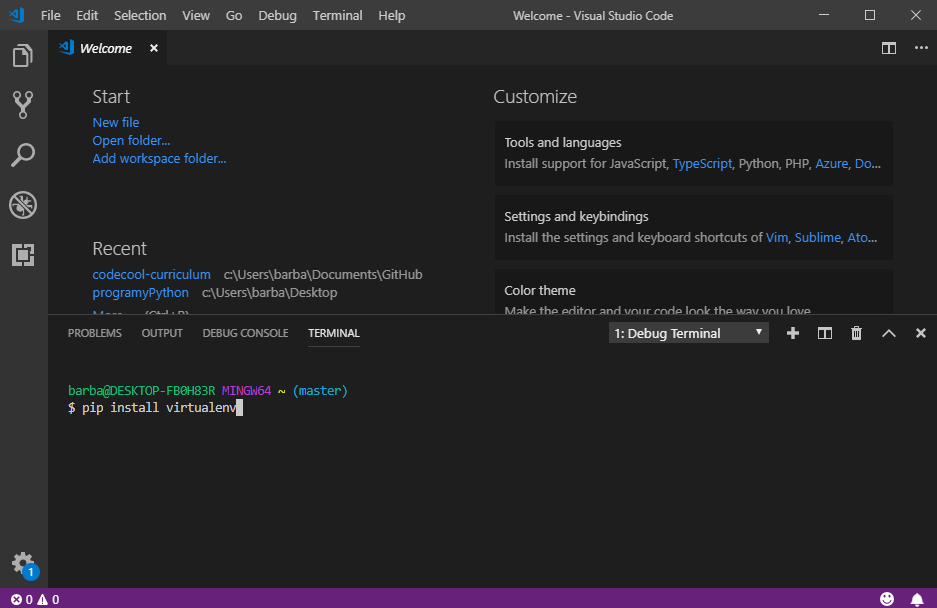 File Edit Selection View Go Debug Terminal Help Welcome - Visual Studio Code
Welcome
Start
New file
Open folder...
Add workspace folder...
Recent
codecool-curriculum c:\Users\barba\Documents\GitHub
programyPython c:\Users\barba\Desktop
More... (Ctrl+R)
Customize
Tools and languages
Install support for JavaScript, TypeScript, Python, PHP, Azure, Do...
Settings and keybindings
Install the settings and keyboard shortcuts of Vim, Sublime, Ato...
Color theme
Make the editor and your code look the way you love
PROBLEMS OUTPUT DEBUG CONSOLE TERMINAL 1: Debug Terminal
barba@DESKTOP-FB0H83R MINGW64 ~ (master)
$ pip install virtualenv
1
0 0